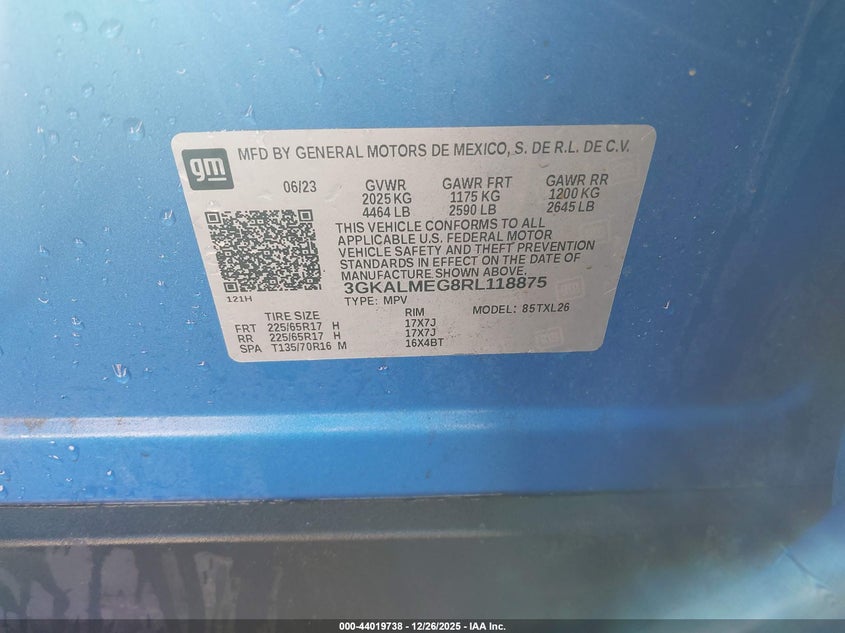 gm
MFD BY GENERAL MOTORS DE MEXICO, S. DE R.L. DE C.V.
06/23 GVWR GAWR FRT GAWR RR
2025 KG 1175 KG 1200 KG
4464 LB 2590 LB 2645 LB
THIS VEHICLE CONFORMS TO ALL
APPLICABLE U.S. FEDERAL MOTOR
VEHICLE SAFETY AND THEFT PREVENTION
STANDARDS IN EFFECT ON THE DATE OF
MANUFACTURE SHOWN ABOVE.
3GKALMEG8RL118875
121H
TYPE: MPV MODEL: 85TXL26
TIRE SIZE RIM
FRT 225/65R17 H 17X7J
RR 225/65R17 H 17X7J
SPA T135/70R16 M 16X4BT
000-44019738 - 12/26/2025 - IAA Inc.